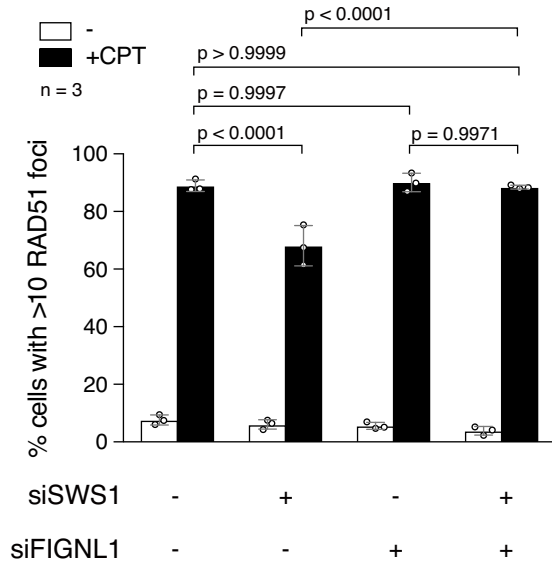 -
+CPT
n = 3
p < 0.0001
p > 0.9999
p = 0.9997
p < 0.0001
p = 0.9971
% cells with >10 RAD51 foci
100
80
60
40
20
0
siSWS1 - + - +
siFIGNL1 - - + +